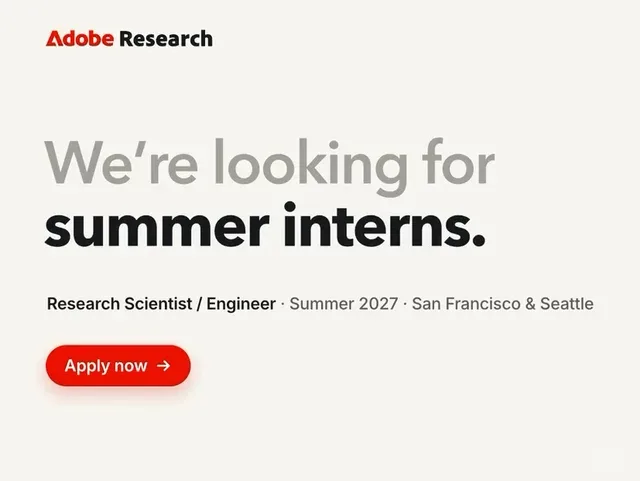 Adobe Research
We’re looking for
summer interns.
Research Scientist / Engineer · Summer 2027 · San Francisco & Seattle
Apply now →